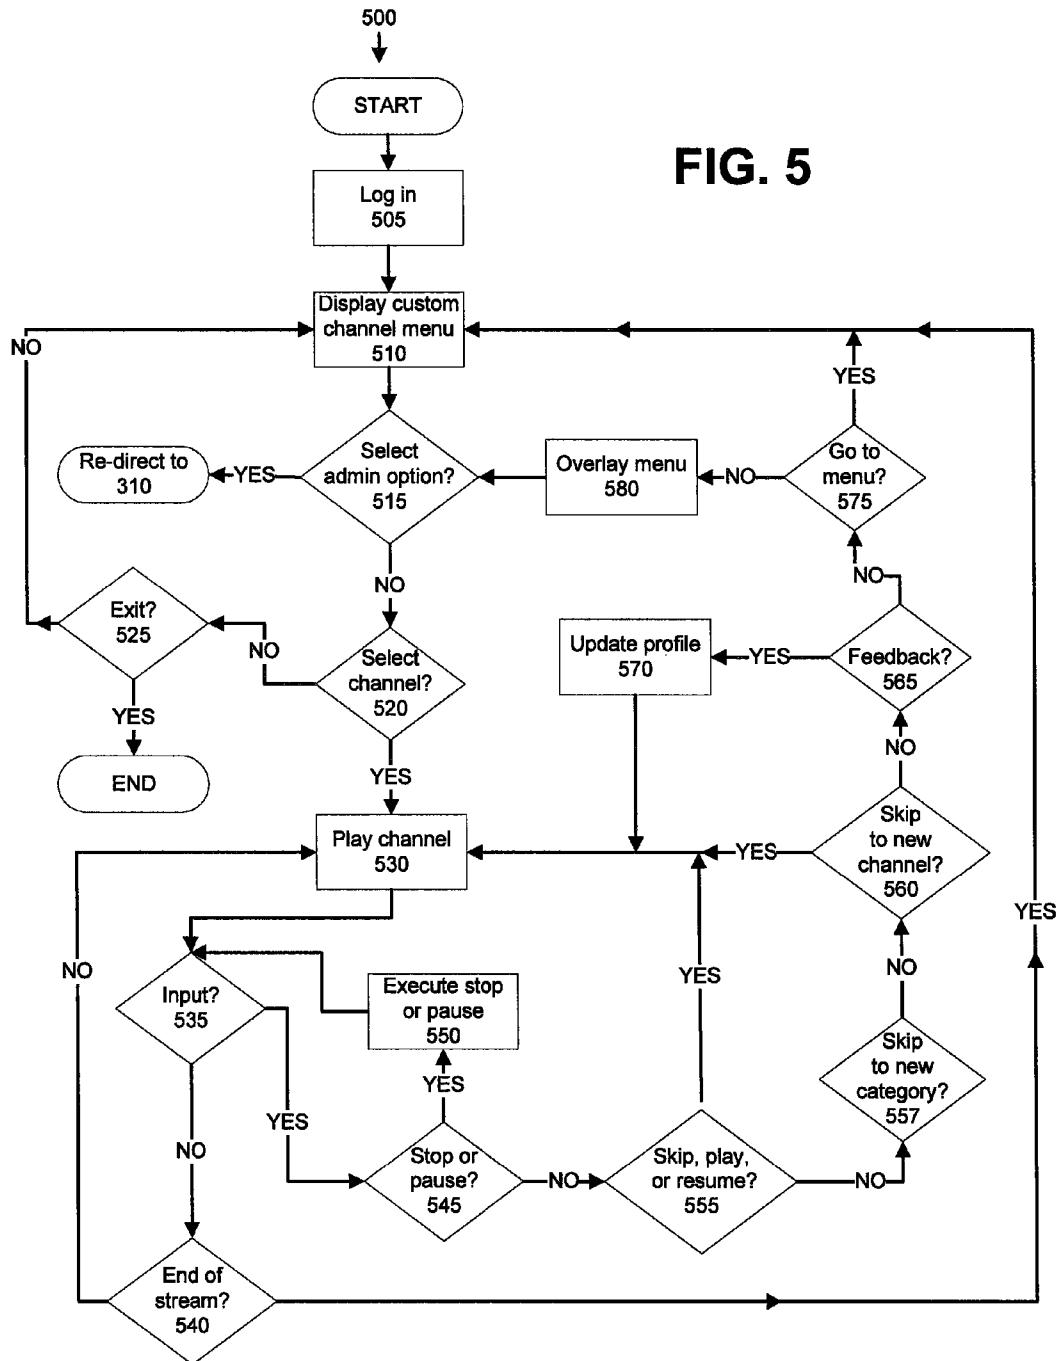 500
START
FIG. 5
Log in
505
Display custom
channel menu
510
NO
YES
Select
admin option?
515
Re-direct to
310
YES
Overlay menu
580
NO
Go to
menu?
575
NO
NO
Exit?
525
NO
Select
channel?
520
Update profile
570
YES
Feedback?
565
YES
END
YES
NO
Skip
to new
channel?
560
Play channel
530
YES
YES
NO
YES
NO
Input?
535
Execute stop
or pause
550
Skip
to new
category?
557
YES
YES
NO
Stop or
pause?
545
NO
Skip, play,
or resume?
555
NO
End of
stream?
540